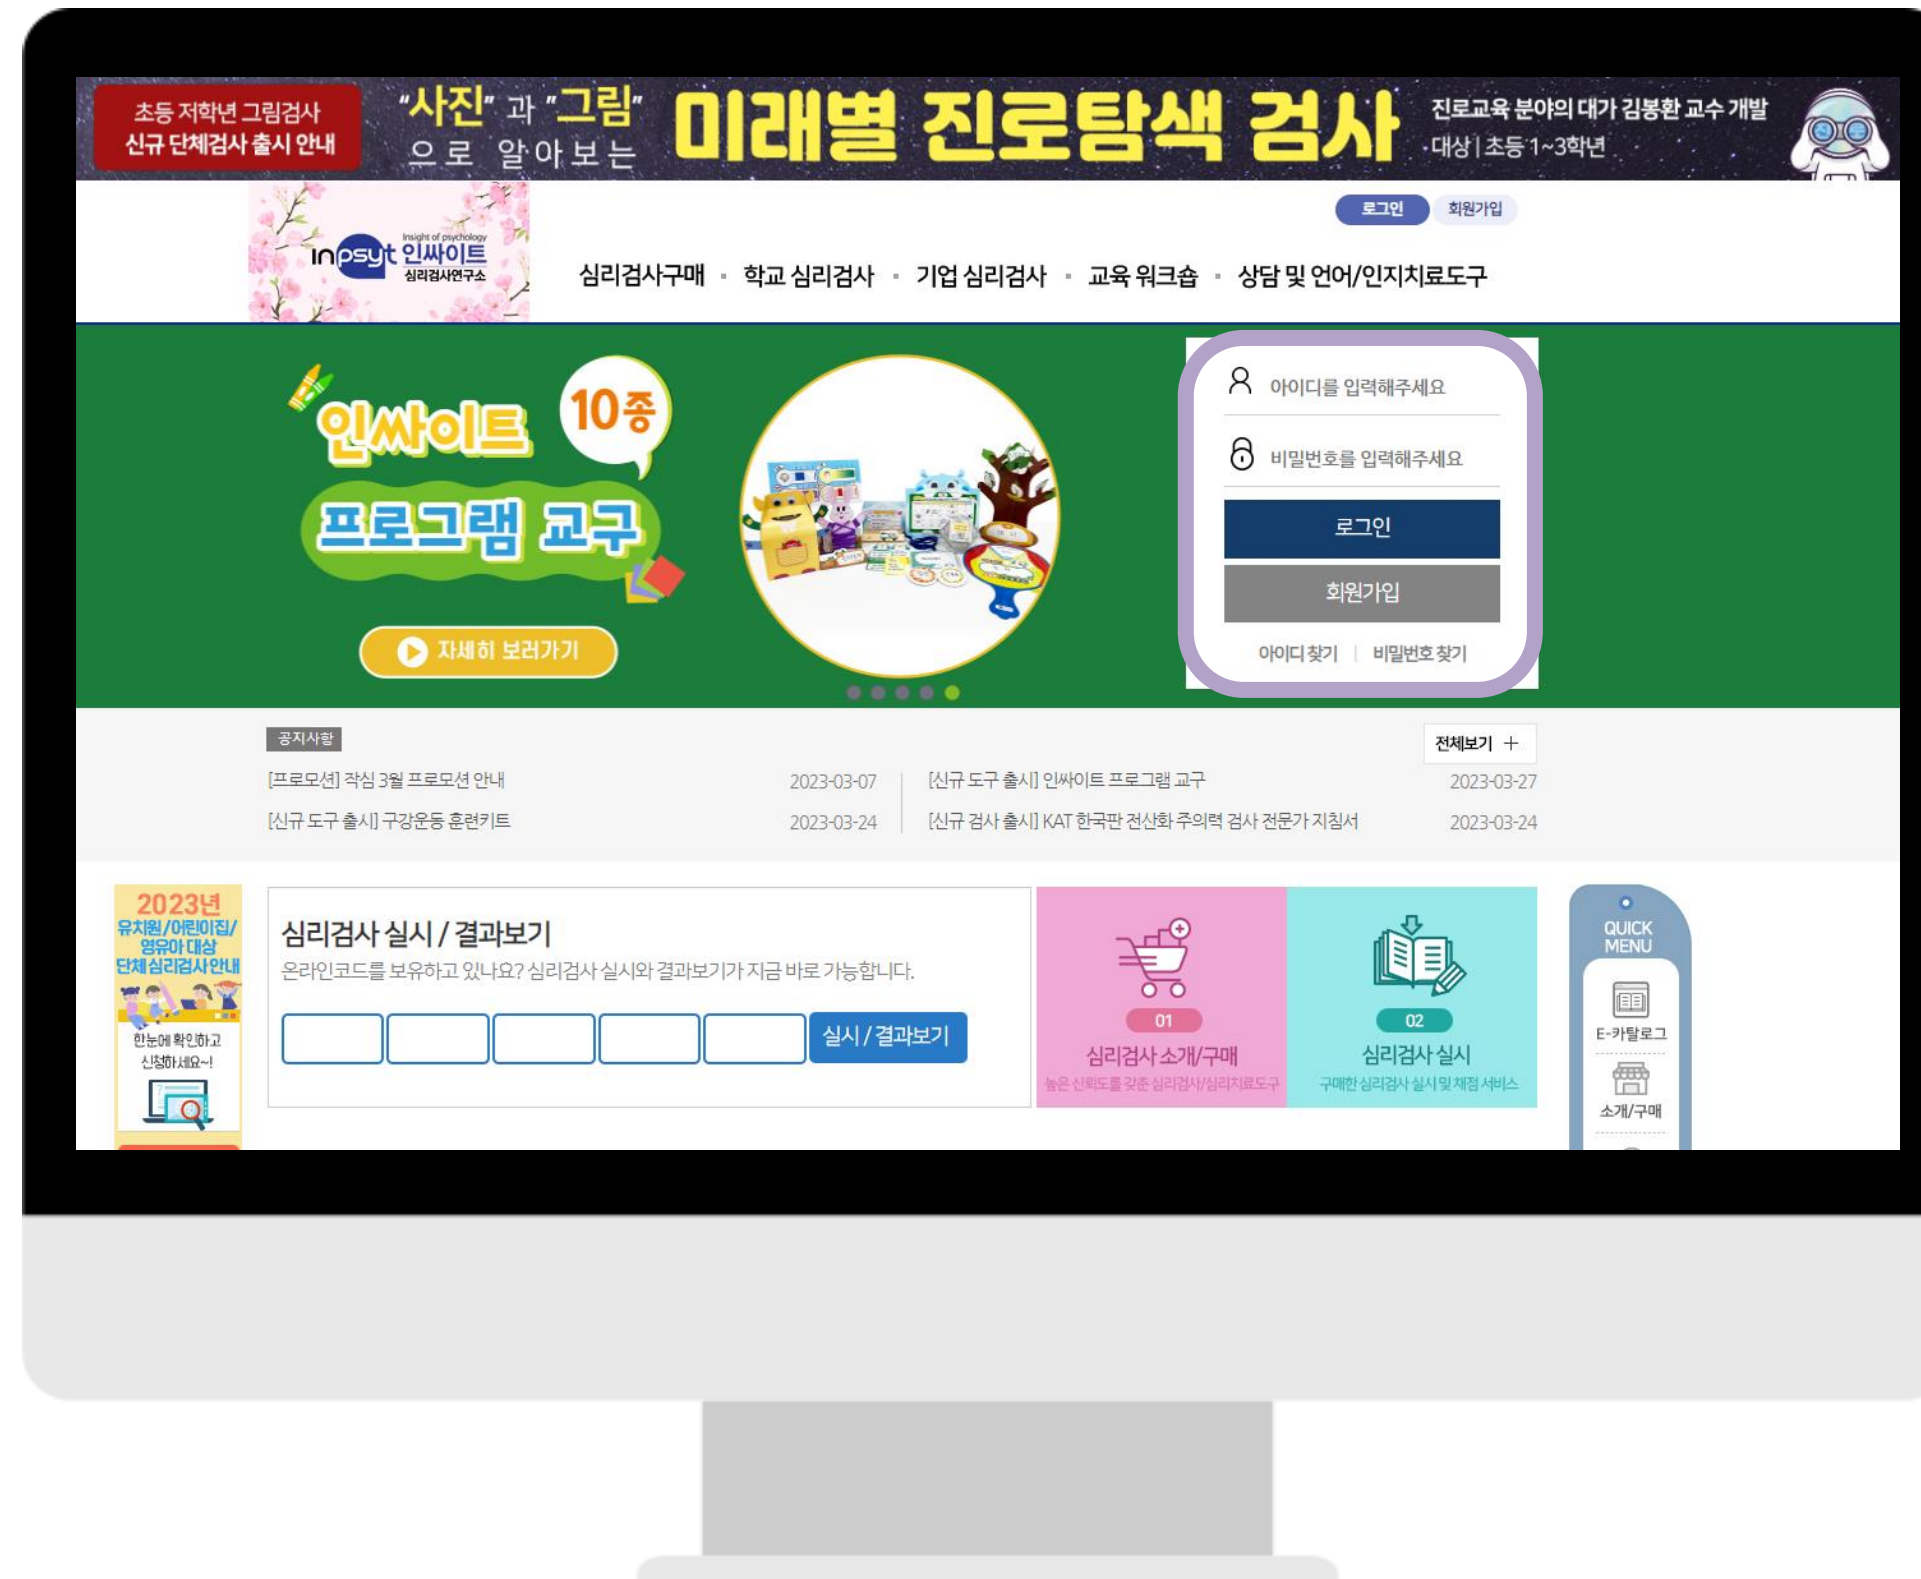 초등 저학년 그림검사
신규 단체검사 출시 안내
"사진" 과 "그림"
으로 알아보는
미래별 진로탐색 검사
진로교육 분야의 대가 김봉환 교수 개발
대상 | 초등 1~3학년
로그인
회원가입
inpsyt
Insight of psychology
인싸이트
심리검사연구소
심리검사구매
학교 심리검사
기업 심리검사
교육 워크숍
상담 및 언어/인지치료도구
인싸이트
10종
프로그램 교구
자세히 보러가기
아이디를 입력해주세요
비밀번호를 입력해주세요
로그인
회원가입
아이디 찾기 | 비밀번호 찾기
공지사항
전체보기 +
[프로모션] 작심 3월 프로모션 안내 2023-03-07
[신규 도구 출시] 인싸이트 프로그램 교구 2023-03-27
[신규 도구 출시] 구강운동 훈련키트 2023-03-24
[신규 검사 출시] KAT 한국판 전산화 주의력 검사 전문가 지침서 2023-03-24
2023년
유치원/어린이집/
영유아 대상
단체 심리검사 안내
한눈에 확인하고
신청하세요~!
심리검사 실시 / 결과보기
온라인코드를 보유하고 있나요? 심리검사 실시와 결과보기가 지금 바로 가능합니다.
실시 / 결과보기
01
심리검사 소개/구매
높은 신뢰도를 갖춘 심리검사/심리치료도구
02
심리검사 실시
구매한 심리검사 실시 및 채점 서비스
QUICK
MENU
E-카탈로그
소개/구매